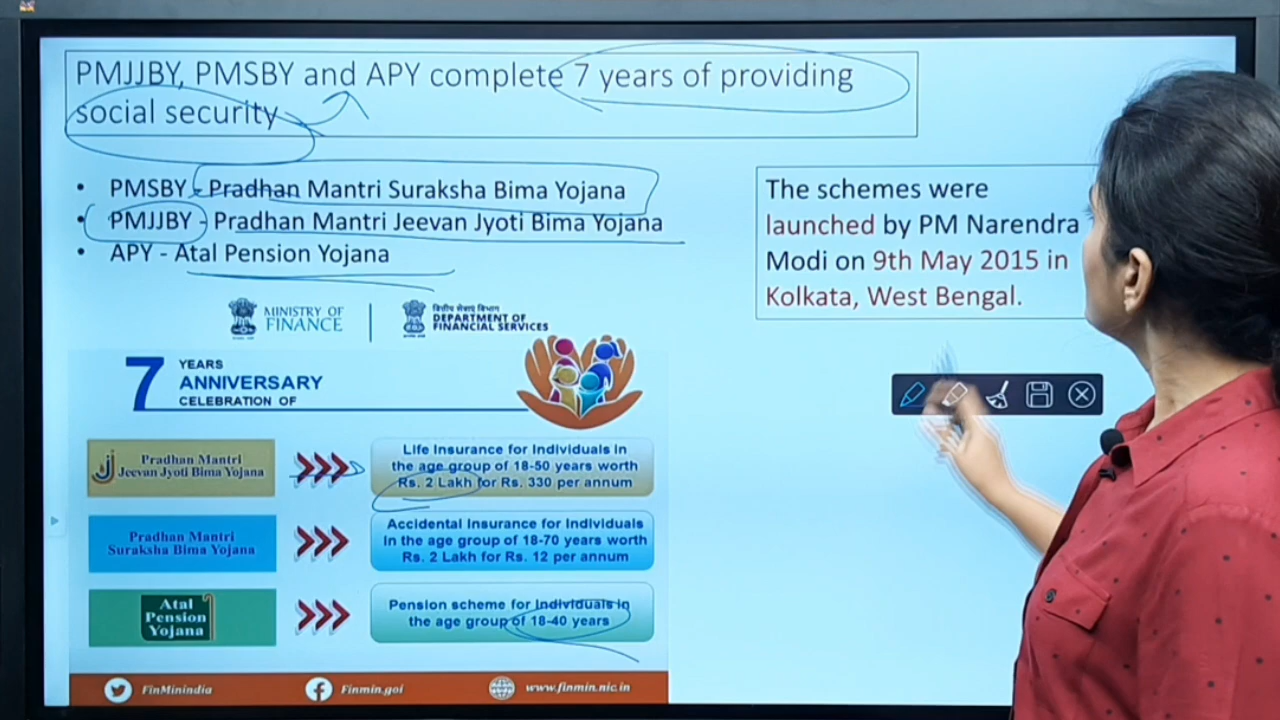 PMJJBY, PMSBY and APY complete 7 years of providing
social security
• PMSBY - Pradhan Mantri Suraksha Bima Yojana
• PMJJBY - Pradhan Mantri Jeevan Jyoti Bima Yojana
• APY - Atal Pension Yojana
The schemes were
launched by PM Narendra
Modi on 9th May 2015 in
Kolkata, West Bengal.
MINISTRY OF
FINANCE
वित्तीय सेवाएं विभाग
DEPARTMENT OF
FINANCIAL SERVICES
7 YEARS
ANNIVERSARY
CELEBRATION OF
Pradhan Mantri
Jeevan Jyoti Bima Yojana
Life Insurance for Individuals in
the age group of 18-50 years worth
Rs. 2 Lakh for Rs. 330 per annum
Pradhan Mantri
Suraksha Bima Yojana
Accidental Insurance for Individuals
In the age group of 18-70 years worth
Rs. 2 Lakh for Rs. 12 per annum
Atal
Pension
Yojana
Pension scheme for Individuals in
the age group of 18-40 years
FinMinindia
Finmin.goi
www.finmin.nic.in